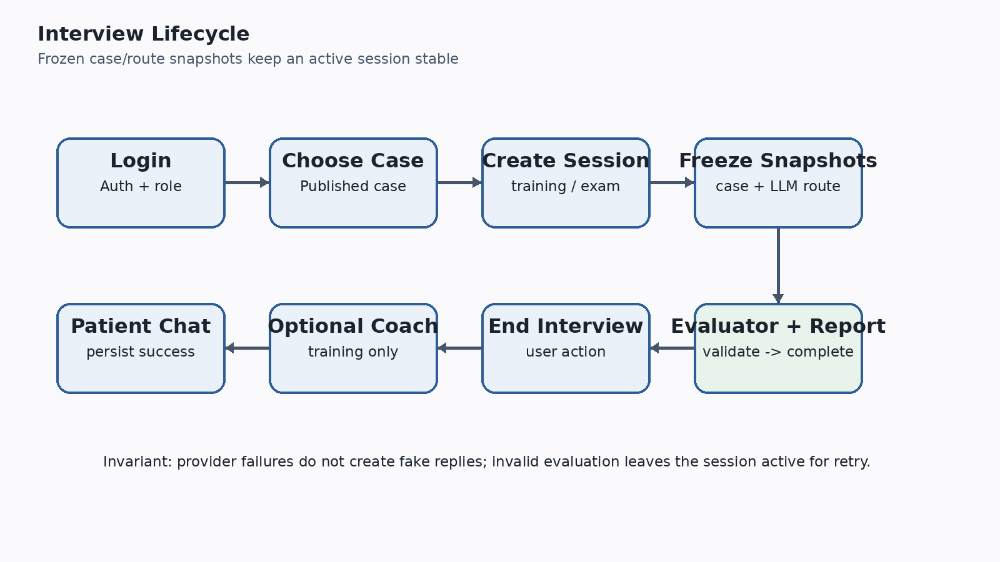 Interview Lifecycle
Frozen case/route snapshots keep an active session stable
Login
Auth + role
Choose Case
Published case
Create Session
training / exam
Freeze Snapshots
case + LLM route
Patient Chat
persist success
Optional Coach
training only
End Interview
user action
Evaluator + Report
validate -> complete
Invariant: provider failures do not create fake replies; invalid evaluation leaves the session active for retry.